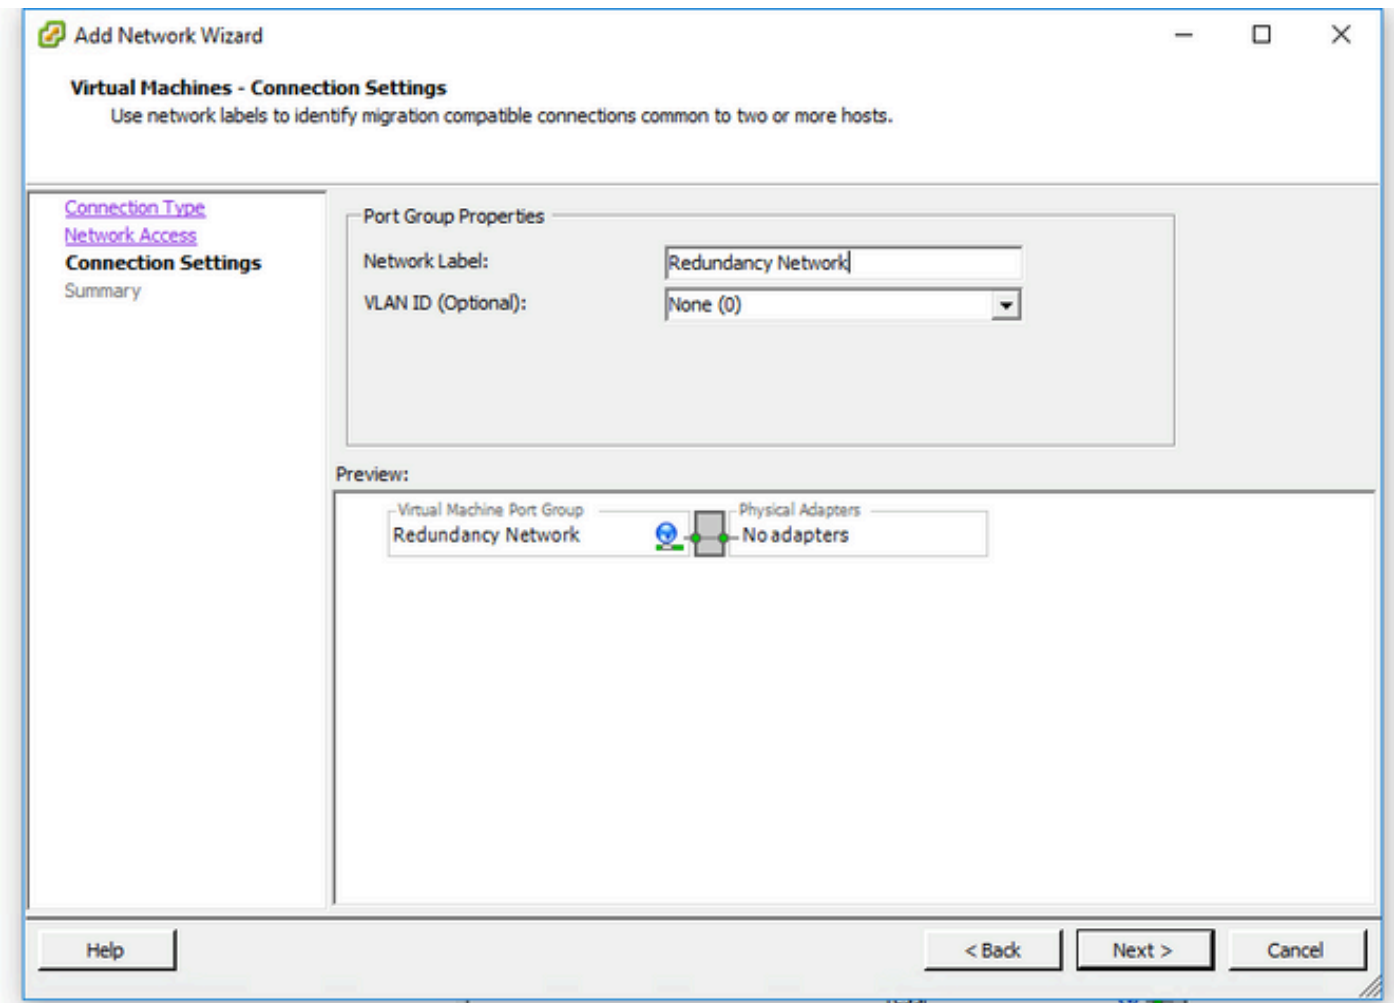 Add Network Wizard
Virtual Machines - Connection Settings
Use network labels to identify migration compatible connections common to two or more hosts.
Connection Type
Network Access
Connection Settings
Summary
Port Group Properties
Network Label:
Redundancy Network
VLAN ID (Optional):
None (0)
Preview:
Virtual Machine Port Group
Redundancy Network
Physical Adapters
No adapters
Help
< Back
Next >
Cancel